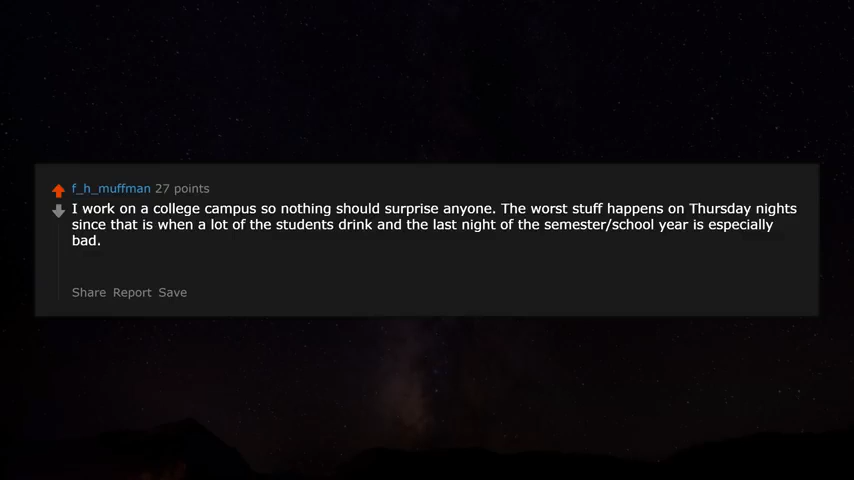 f_h_muffman 27 points
I work on a college campus so nothing should surprise anyone. The worst stuff happens on Thursday nights
since that is when a lot of the students drink and the last night of the semester/school year is especially
bad.
Share Report Save